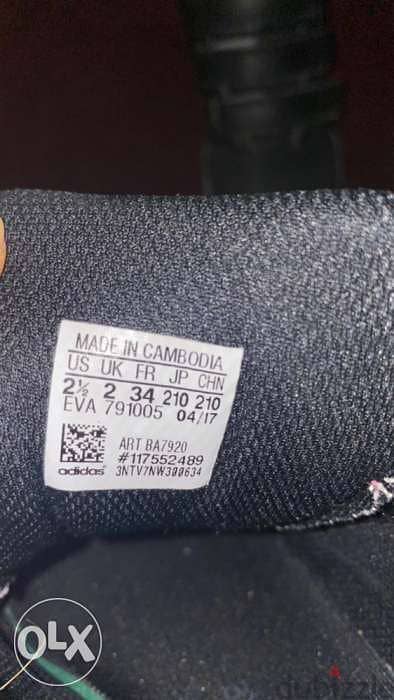 MADE IN CAMBODIA
US UK FR JP CHN
2½ 2 34 210 210
EVA 791005 04/17
ART BA7920
#117552489
adidas 3NTV7NW300634
OLX